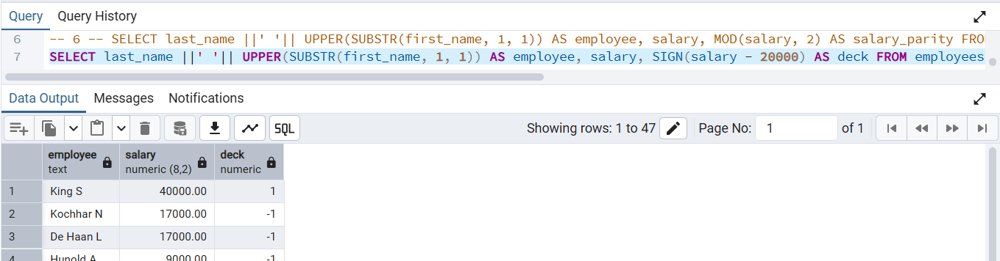 Query Query History
6 -- 6 -- SELECT last_name ||' '|| UPPER(SUBSTR(first_name, 1, 1)) AS employee, salary, MOD(salary, 2) AS salary_parity
7 SELECT last_name ||' '|| UPPER(SUBSTR(first_name, 1, 1)) AS employee, salary, SIGN(salary - 20000) AS deck FROM employees
Data Output Messages Notifications
SQL Showing rows: 1 to 47 Page No: 1 of 1
employee salary deck
text numeric (8,2) numeric
1 King S 40000.00 1
2 Kochhar N 17000.00 -1
3 De Haan L 17000.00 -1
4 Hunold A 9000.00 -1